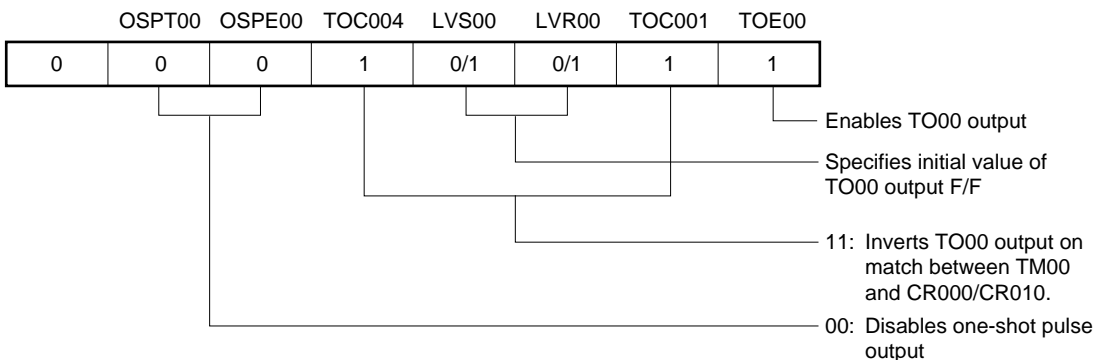 OSPT00 OSPE00 TOC004 LVS00 LVR00 TOC001 TOE00
0 0 0 1 0/1 0/1 1 1
Enables TO00 output
Specifies initial value of
TO00 output F/F
11: Inverts TO00 output on
match between TM00
and CR000/CR010.
00: Disables one-shot pulse
output